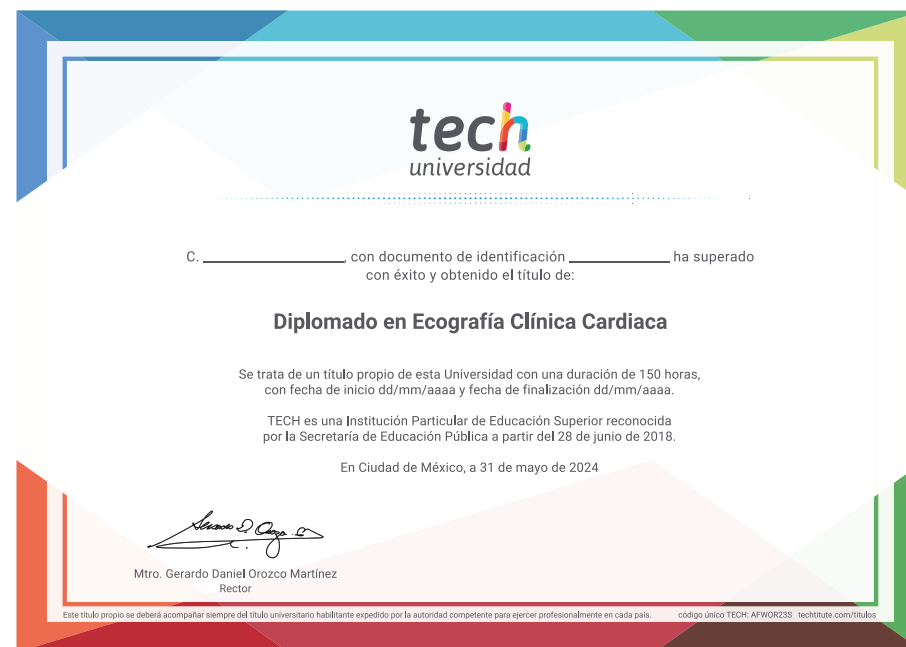 tech
universidad
C. ____________________, con documento de identificación ______________ ha superado
con éxito y obtenido el título de:
Diplomado en Ecografía Clínica Cardiaca
Se trata de un título propio de esta Universidad con una duración de 150 horas,
con fecha de inicio dd/mm/aaaa y fecha de finalización dd/mm/aaaa.
TECH es una Institución Particular de Educación Superior reconocida
por la Secretaría de Educación Pública a partir del 28 de junio de 2018.
En Ciudad de México, a 31 de mayo de 2024
Mtro. Gerardo Daniel Orozco Martínez
Rector
Este título propio se deberá acompañar siempre del título universitario habilitante expedido por la autoridad competente para ejercer profesionalmente en cada país. código único TECH: AFWOR23S techtitute.com/titulos